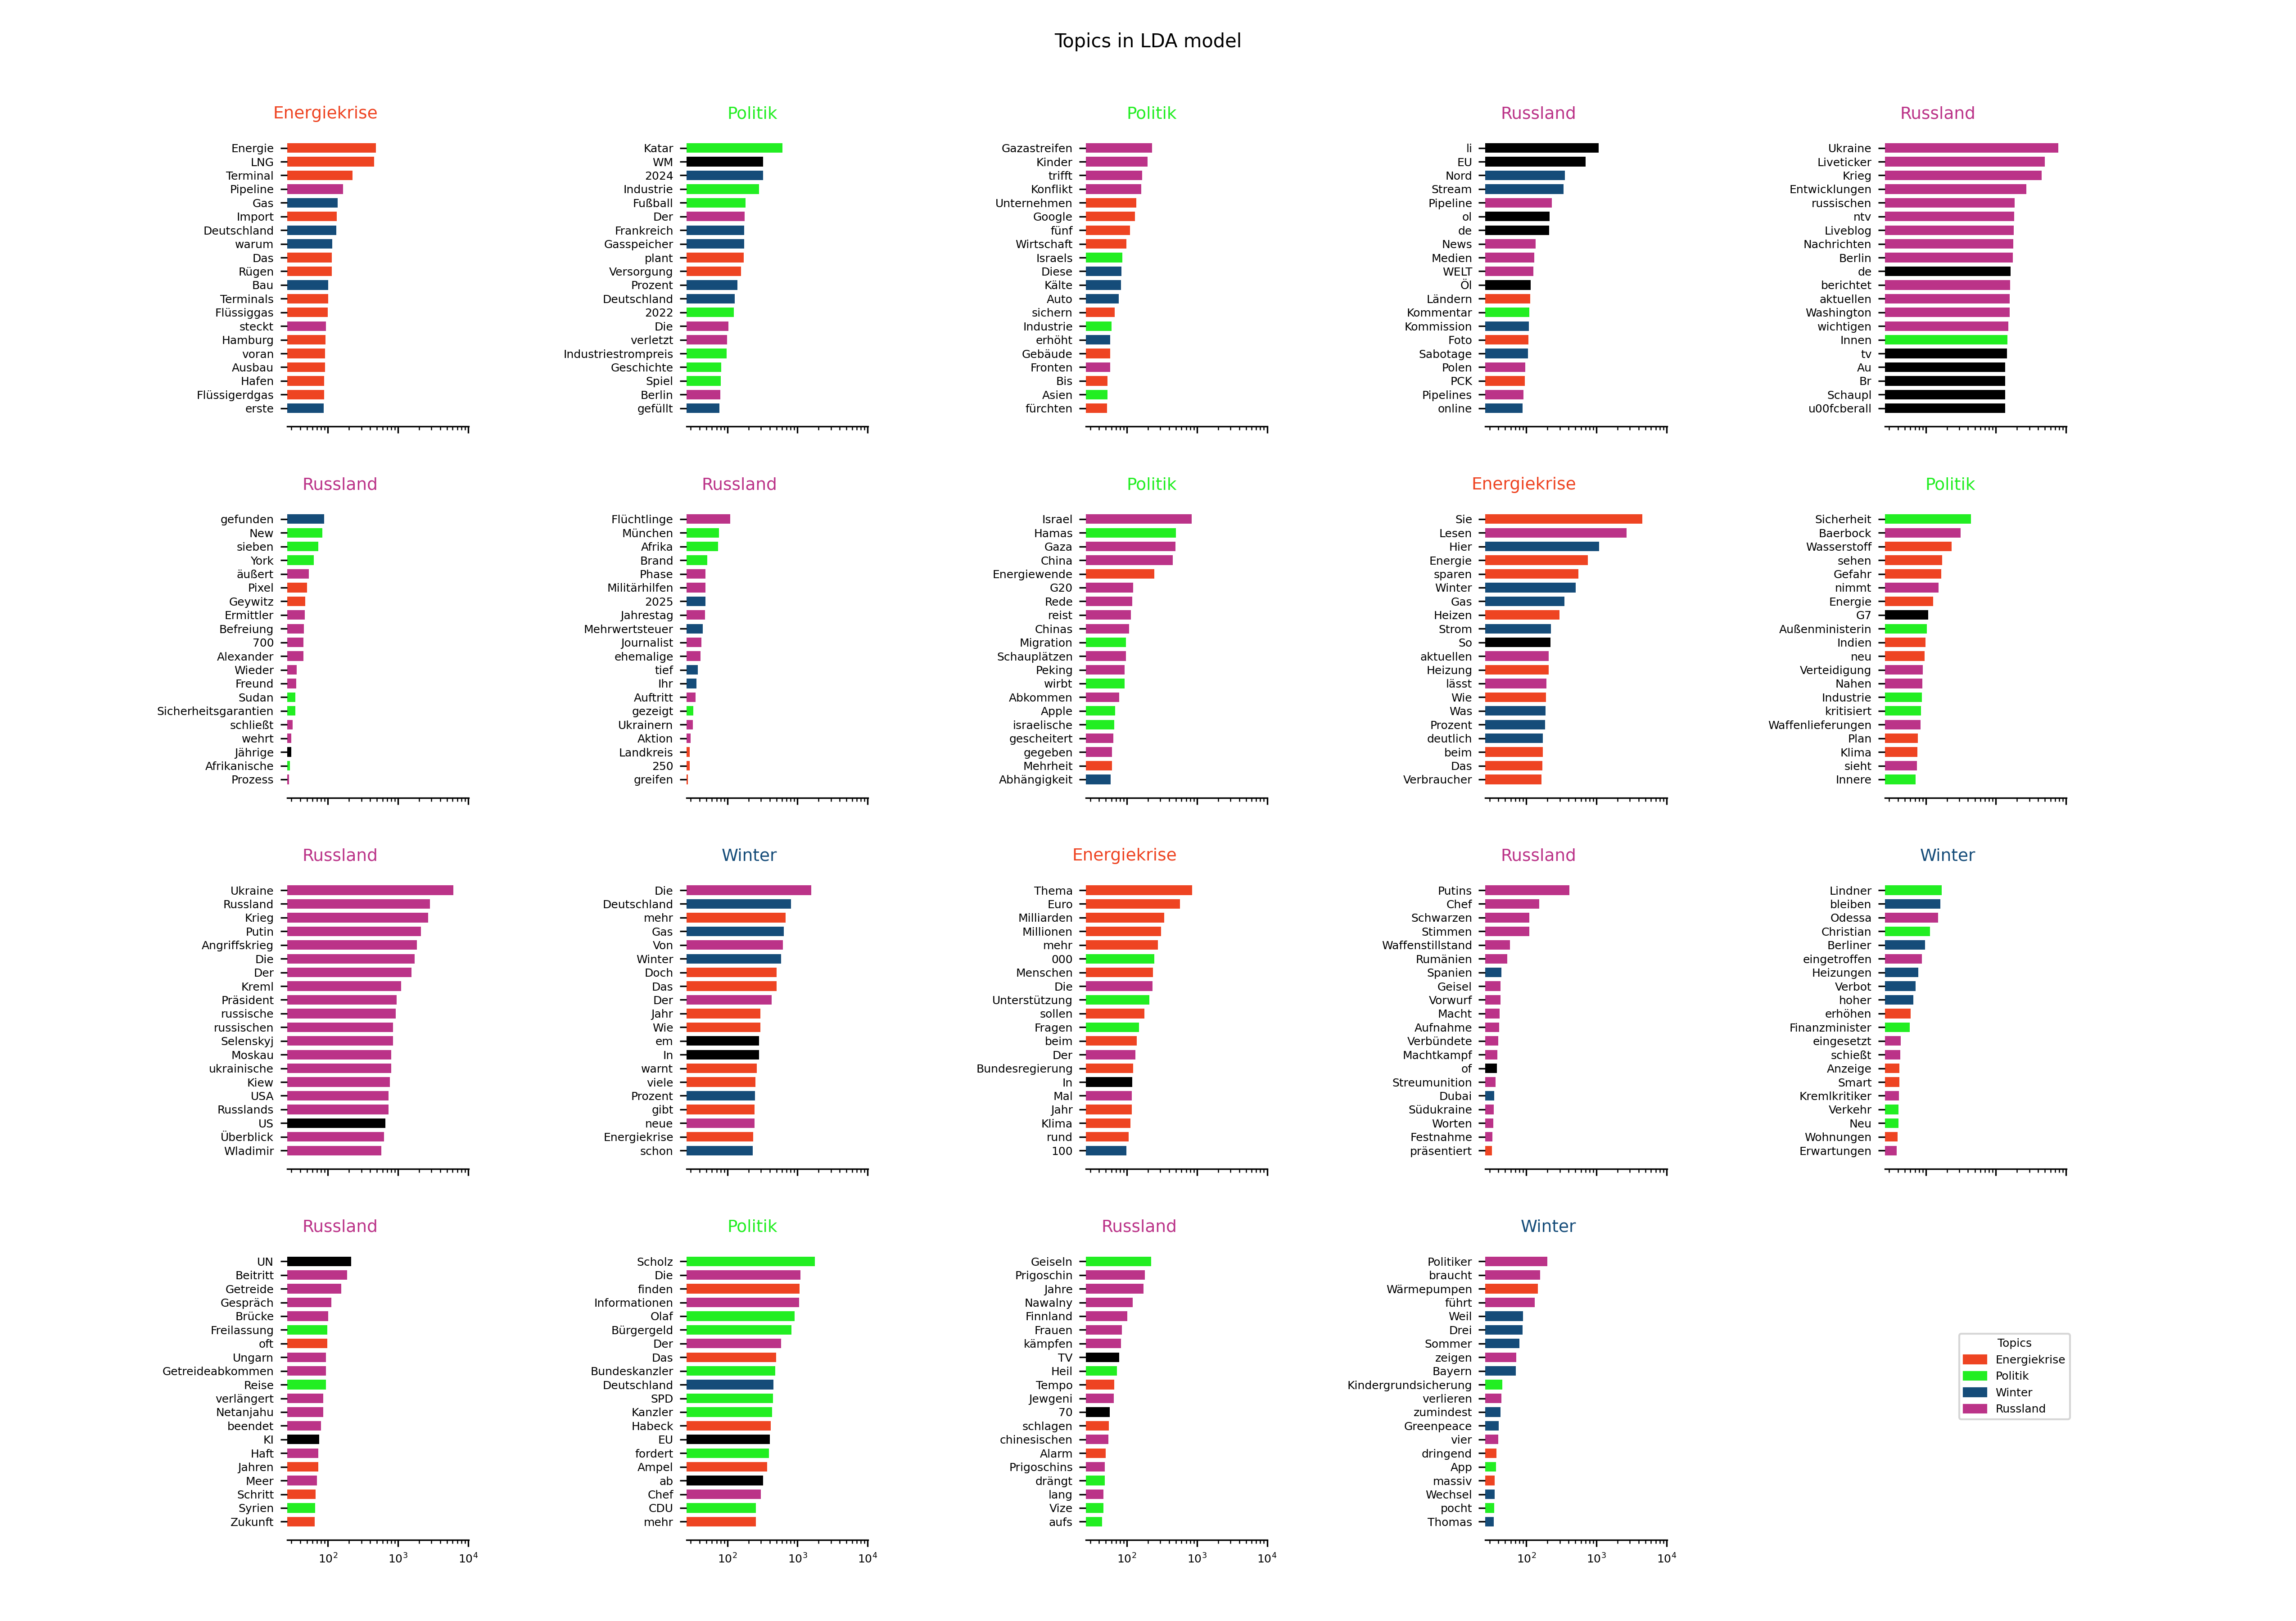 Topics in LDA model
Energiekrise
Energie
LNG
Terminal
Pipeline
Gas
Import
Deutschland
warum
Das
Rügen
Bau
Terminals
Flüssiggas
steckt
Hamburg
voran
Ausbau
Hafen
Flüssigerdgas
erste
Politik
Katar
WM
2024
Industrie
Fußball
Der
Frankreich
Gasspeicher
plant
Versorgung
Prozent
Deutschland
2022
Die
verletzt
Industriestrompreis
Geschichte
Spiel
Berlin
gefüllt
Politik
Gazastreifen
Kinder
trifft
Konflikt
Unternehmen
Google
fünf
Wirtschaft
Israels
Diese
Kälte
Auto
sichern
Industrie
erhöht
Gebäude
Fronten
Bis
Asien
fürchten
Russland
li
EU
Nord
Stream
Pipeline
ol
de
News
Medien
WELT
Öl
Ländern
Kommentar
Kommission
Foto
Sabotage
Polen
PCK
Pipelines
online
Russland
Ukraine
Liveticker
Krieg
Entwicklungen
russischen
ntv
Liveblog
Nachrichten
Berlin
de
berichtet
aktuellen
Washington
wichtigen
Innen
tv
Au
Br
Schaupl
u00fcberall
Russland
gefunden
New
sieben
York
äußert
Pixel
Geywitz
Ermittler
Befreiung
700
Alexander
Wieder
Freund
Sudan
Sicherheitsgarantien
schließt
wehrt
Jährige
Afrikanische
Prozess
Russland
Flüchtlinge
München
Afrika
Brand
Phase
Militärhilfen
2025
Jahrestag
Mehrwertsteuer
Journalist
ehemalige
tief
Ihr
Auftritt
gezeigt
Ukrainern
Aktion
Landkreis
250
greifen
Politik
Israel
Hamas
Gaza
China
Energiewende
G20
Rede
reist
Chinas
Migration
Schauplätzen
Peking
wirbt
Abkommen
Apple
israelische
gescheitert
gegeben
Mehrheit
Abhängigkeit
Energiekrise
Sie
Lesen
Hier
Energie
sparen
Winter
Gas
Heizen
Strom
So
aktuellen
Heizung
lässt
Wie
Was
Prozent
deutlich
beim
Das
Verbraucher
Politik
Sicherheit
Baerbock
Wasserstoff
sehen
Gefahr
nimmt
Energie
G7
Außenministerin
Indien
neu
Verteidigung
Nahen
Industrie
kritisiert
Waffenlieferungen
Plan
Klima
sieht
Innere
Russland
Ukraine
Russland
Krieg
Putin
Angriffskrieg
Die
Der
Kreml
Präsident
russische
russischen
Selenskyj
Moskau
ukrainische
Kiew
USA
Russlands
US
Überblick
Wladimir
Winter
Die
Deutschland
mehr
Gas
Von
Winter
Doch
Das
Der
Jahr
Wie
em
In
warnt
viele
Prozent
gibt
neue
Energiekrise
schon
Energiekrise
Thema
Euro
Milliarden
Millionen
mehr
000
Menschen
Die
Unterstützung
sollen
Fragen
beim
Der
Bundesregierung
In
Mal
Jahr
Klima
rund
100
Russland
Putins
Chef
Schwarzen
Stimmen
Waffenstillstand
Rumänien
Spanien
Geisel
Vorwurf
Macht
Aufnahme
Verbündete
Machtkampf
of
Streumunition
Dubai
Südukraine
Worten
Festnahme
präsentiert
Winter
Lindner
bleiben
Odessa
Christian
Berliner
eingetroffen
Heizungen
Verbot
hoher
erhöhen
Finanzminister
eingesetzt
schießt
Anzeige
Smart
Kremlkritiker
Verkehr
Neu
Wohnungen
Erwartungen
Russland
UN
Beitritt
Getreide
Gespräch
Brücke
Freilassung
oft
Ungarn
Getreideabkommen
Reise
verlängert
Netanjahu
beendet
KI
Haft
Jahren
Meer
Schritt
Syrien
Zukunft
10² 10³ 10⁴
Politik
Scholz
Die
finden
Informationen
Olaf
Bürgergeld
Der
Das
Bundeskanzler
Deutschland
SPD
Kanzler
Habeck
EU
fordert
Ampel
ab
Chef
CDU
mehr
10² 10³ 10⁴
Russland
Geiseln
Prigoschin
Jahre
Nawalny
Finnland
Frauen
kämpfen
TV
Heil
Tempo
Jewgeni
70
schlagen
chinesischen
Alarm
Prigoschins
drängt
lang
Vize
aufs
10² 10³ 10⁴
Winter
Politiker
braucht
Wärmepumpen
führt
Weil
Drei
Sommer
zeigen
Bayern
Kindergrundsicherung
verlieren
zumindest
Greenpeace
vier
dringend
App
massiv
Wechsel
pocht
Thomas
10² 10³ 10⁴
Topics
Energiekrise
Politik
Winter
Russland